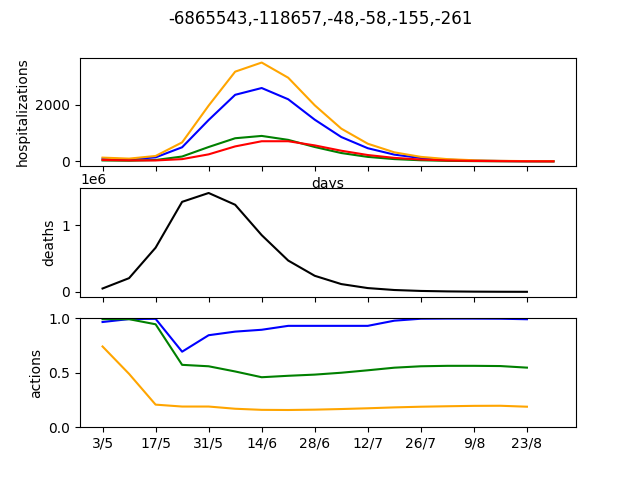 -6865543,-118657,-48,-58,-155,-261
hospitalizations
2000
0
days
1e6
deaths
1
0
actions
1.0
0.5
0.0
3/5 17/5 31/5 14/6 28/6 12/7 26/7 9/8 23/8